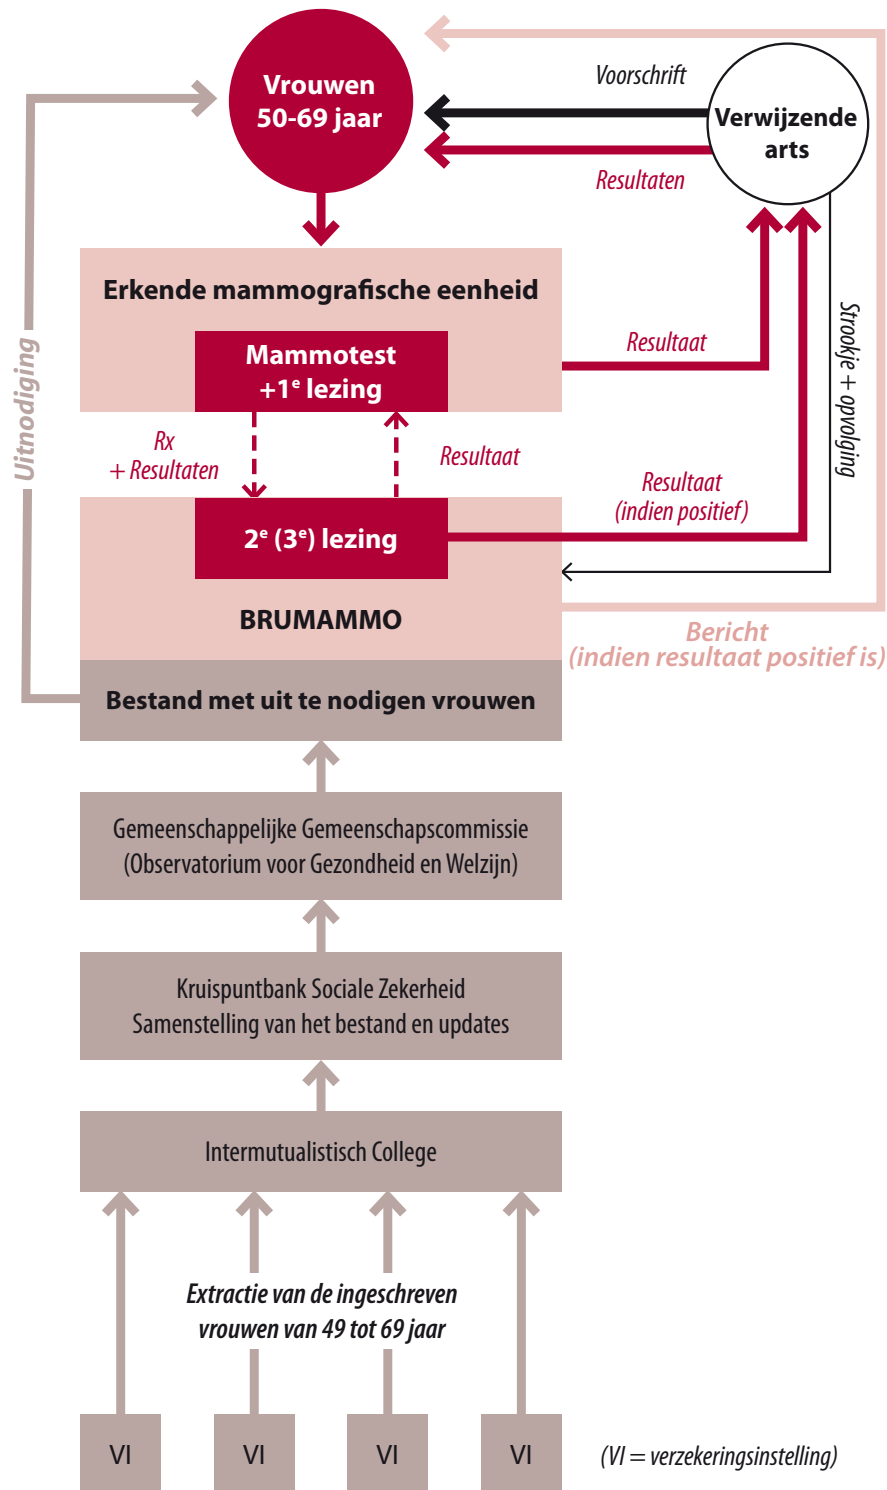 Vrouwen
50-69 jaar
Voorschrift
Verwijzende
arts
Resultaten
Erkende mammografische eenheid
Mammotest
+1e lezing
Resultaat
Uitnodiging
Strookje + opvolging
Rx
+ Resultaten
Resultaat
Resultaat
(indien positief)
2e (3e) lezing
BRUMAMMO
Bericht
(indien resultaat positief is)
Bestand met uit te nodigen vrouwen
Gemeenschappelijke Gemeenschapscommissie
(Observatorium voor Gezondheid en Welzijn)
Kruispuntbank Sociale Zekerheid
Samenstelling van het bestand en updates
Intermutualistisch College
Extractie van de ingeschreven
vrouwen van 49 tot 69 jaar
VI
VI
VI
VI
(VI = verzekeringsinstelling)